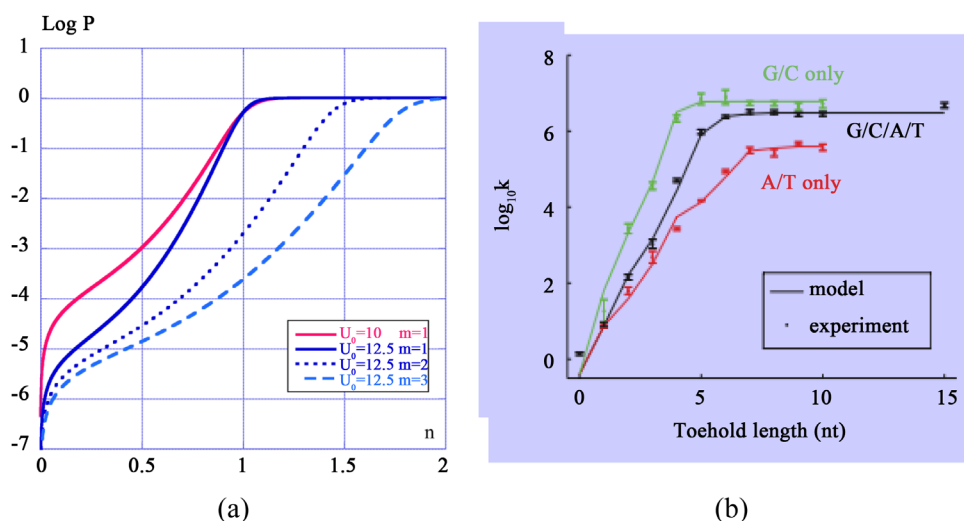 Log P
1
0
-1
-2
-3
-4
-5
-6
-7
0
0.5
1
1.5
2
n
U0=10 m=1
U0=12.5 m=1
U0=12.5 m=2
U0=12.5 m=3
(a)
8
6
4
2
0
log10k
G/C only
G/C/A/T
A/T only
model
experiment
0
5
10
15
Toehold length (nt)
(b)